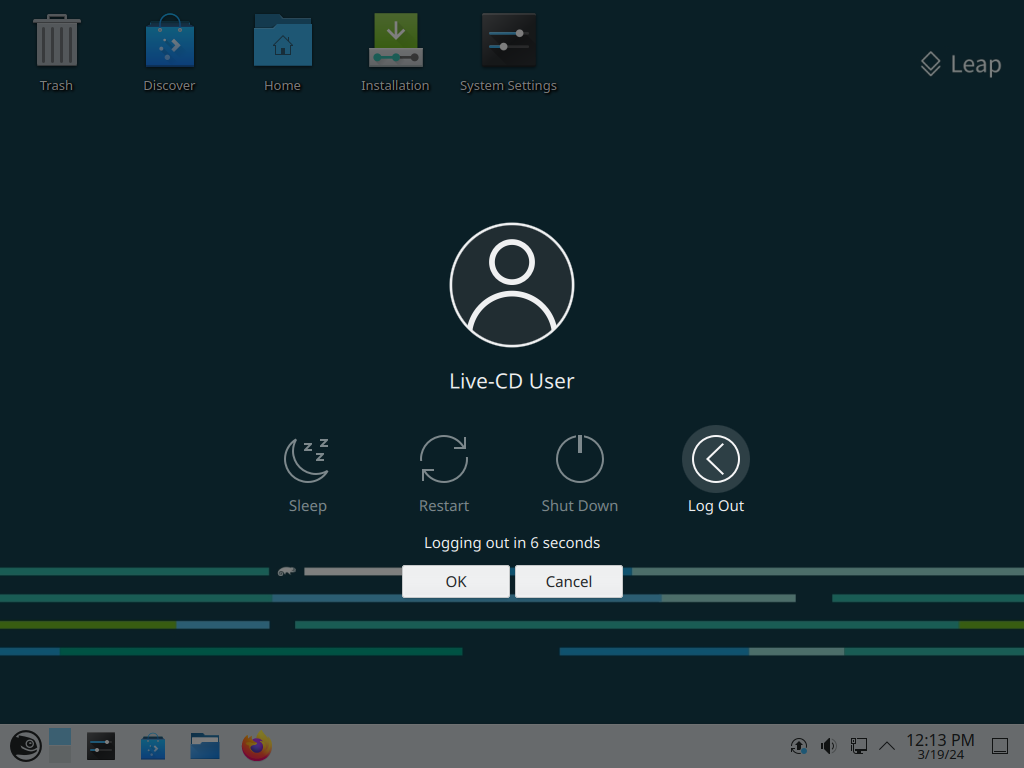 Trash
Discover
Home
Installation
System Settings
Leap
Live-CD User
z z z
Sleep
Restart
Shut Down
Log Out
Logging out in 6 seconds
OK
Cancel
12:13 PM
3/19/24